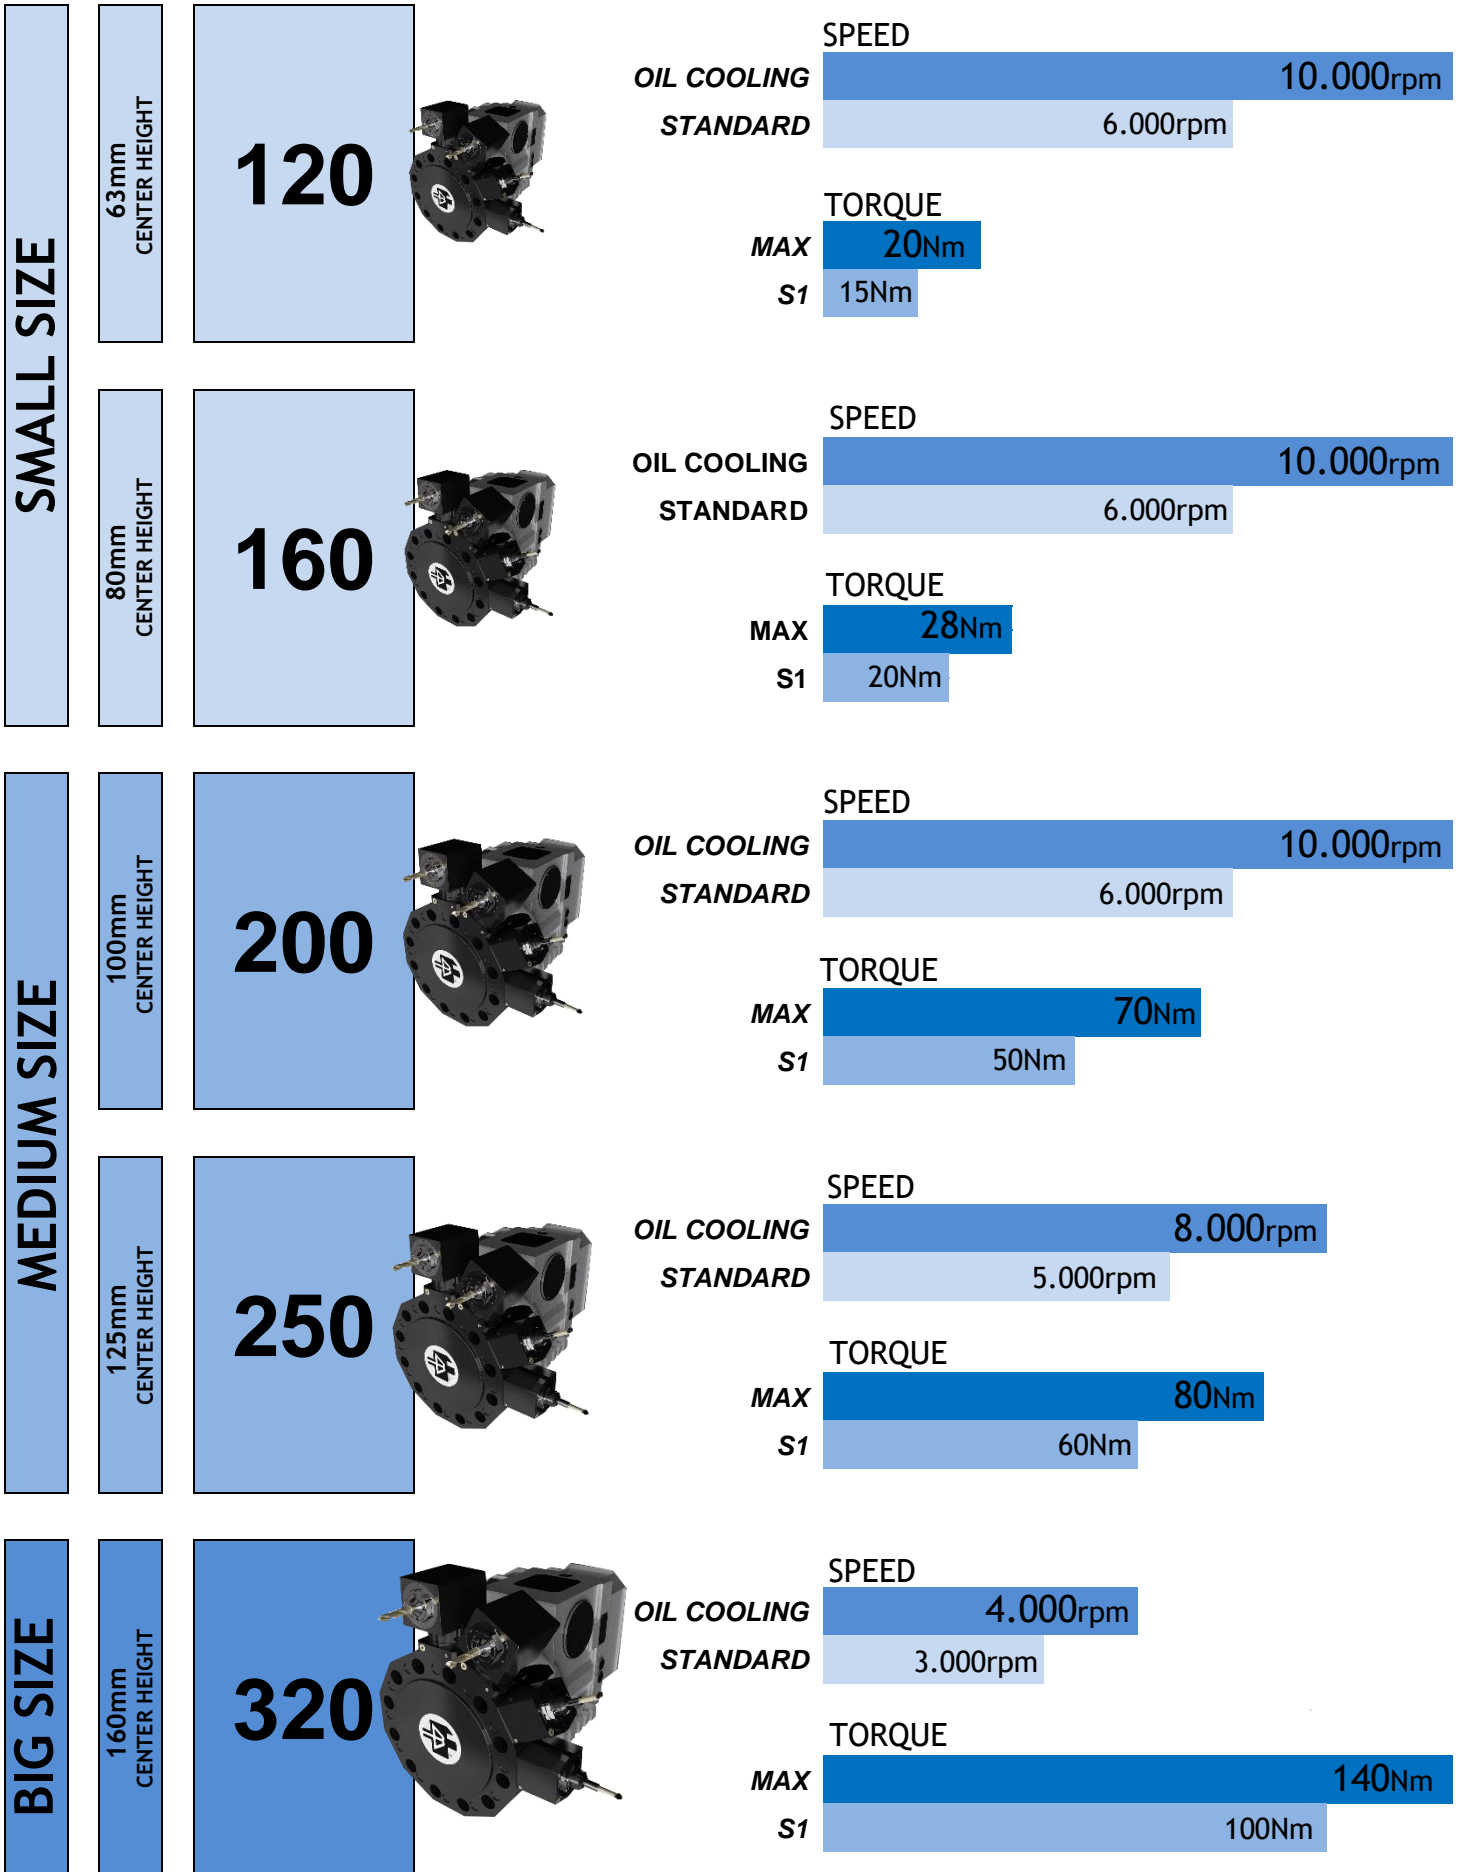 SMALL SIZE
63mm
CENTER HEIGHT
120
SPEED
OIL COOLING
10.000rpm
STANDARD
6.000rpm
TORQUE
MAX
20Nm
S1
15Nm
80mm
CENTER HEIGHT
160
SPEED
OIL COOLING
10.000rpm
STANDARD
6.000rpm
TORQUE
MAX
28Nm
S1
20Nm
MEDIUM SIZE
100mm
CENTER HEIGHT
200
SPEED
OIL COOLING
10.000rpm
STANDARD
6.000rpm
TORQUE
MAX
70Nm
S1
50Nm
125mm
CENTER HEIGHT
250
SPEED
OIL COOLING
8.000rpm
STANDARD
5.000rpm
TORQUE
MAX
80Nm
S1
60Nm
BIG SIZE
160mm
CENTER HEIGHT
320
SPEED
OIL COOLING
4.000rpm
STANDARD
3.000rpm
TORQUE
MAX
140Nm
S1
100Nm